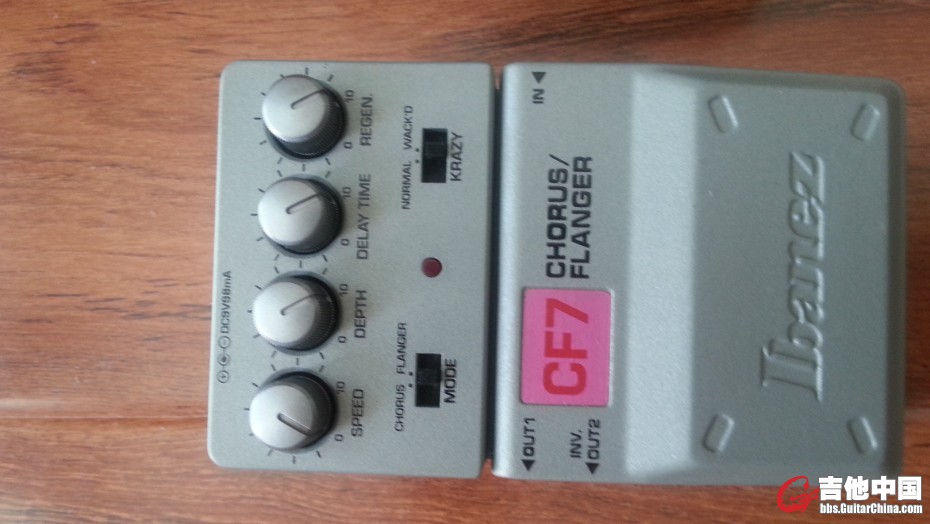 DC9V98mA
SPEED
0
10
DEPTH
0
10
DELAY TIME
0
10
REGEN.
0
10
CHORUS FLANGER
MODE
NORMAL WACK'D
KRAZY
OUT1
INV.
OUT2
CF7
CHORUS/
FLANGER
IN
Ibanez
吉他中国
bbs.GuitarChina.com